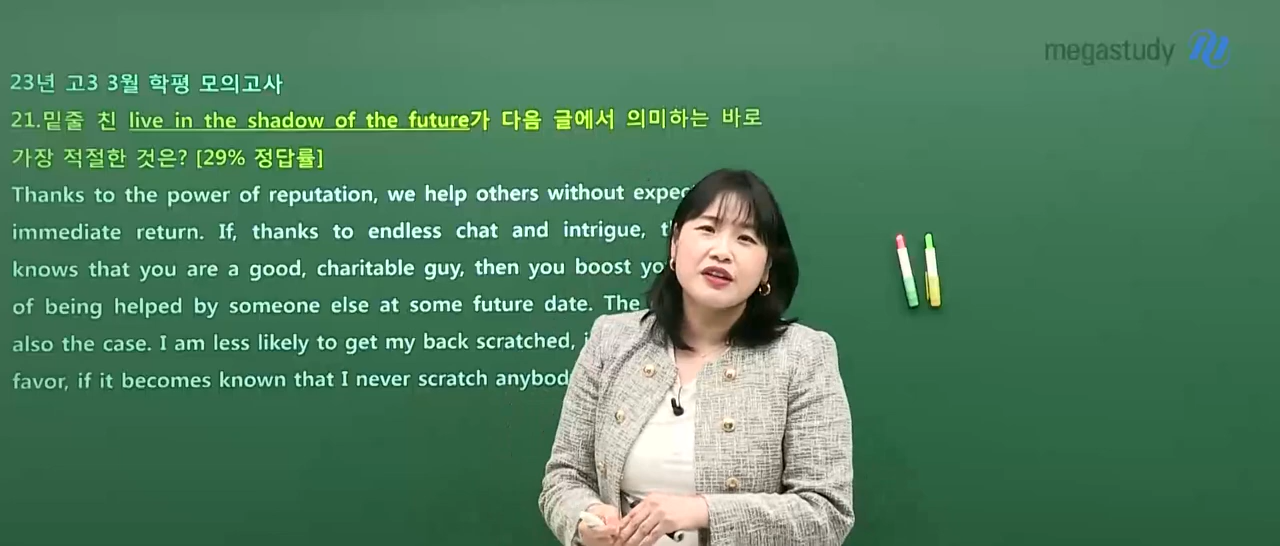 megastudy
23년 고3 3월 학평 모의고사
21.밑줄 친 live in the shadow of the future가 다음 글에서 의미하는 바로
가장 적절한 것은? [29% 정답률]
Thanks to the power of reputation, we help others without
immediate return. If, thanks to endless chat and intrigue,
knows that you are a good, charitable guy, then you boost
of being helped by someone else at some future date. The
also the case. I am less likely to get my back scratched,
favor, if it becomes known that I never scratch